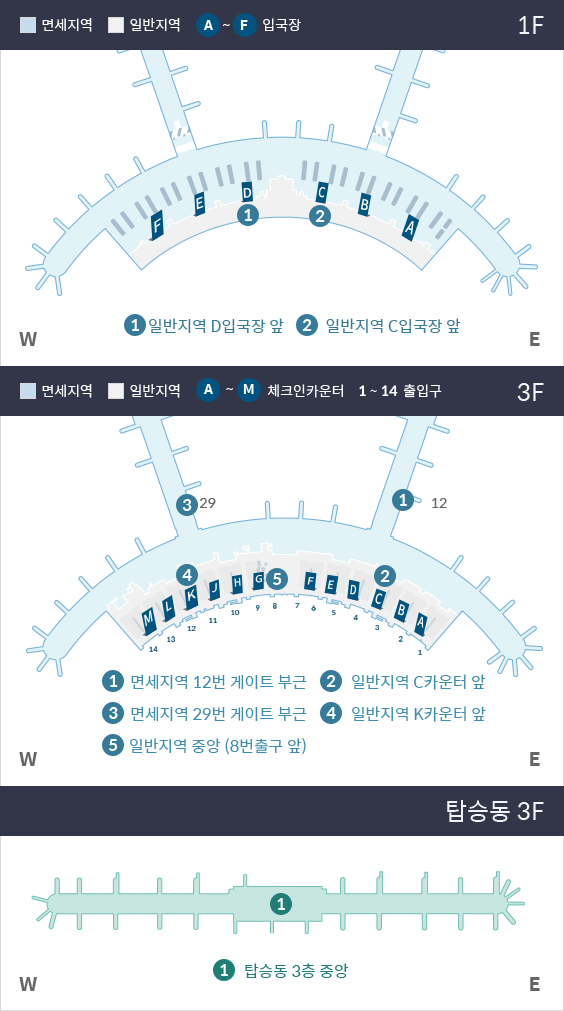 면세지역 일반지역 A ~ F 입국장 1F
F E D C B A
1 2
1 일반지역 D입국장 앞 2 일반지역 C입국장 앞
W E
면세지역 일반지역 A ~ M 체크인카운터 1 ~ 14 출입구 3F
3 29 1 12
4 5 2
M L K J H G F E D C B A
14 13 12 11 10 9 8 7 6 5 4 3 2 1
1 면세지역 12번 게이트 부근 2 일반지역 C카운터 앞
3 면세지역 29번 게이트 부근 4 일반지역 K카운터 앞
5 일반지역 중앙 (8번출구 앞)
W E
탑승동 3F
1
1 탑승동 3층 중앙
W E